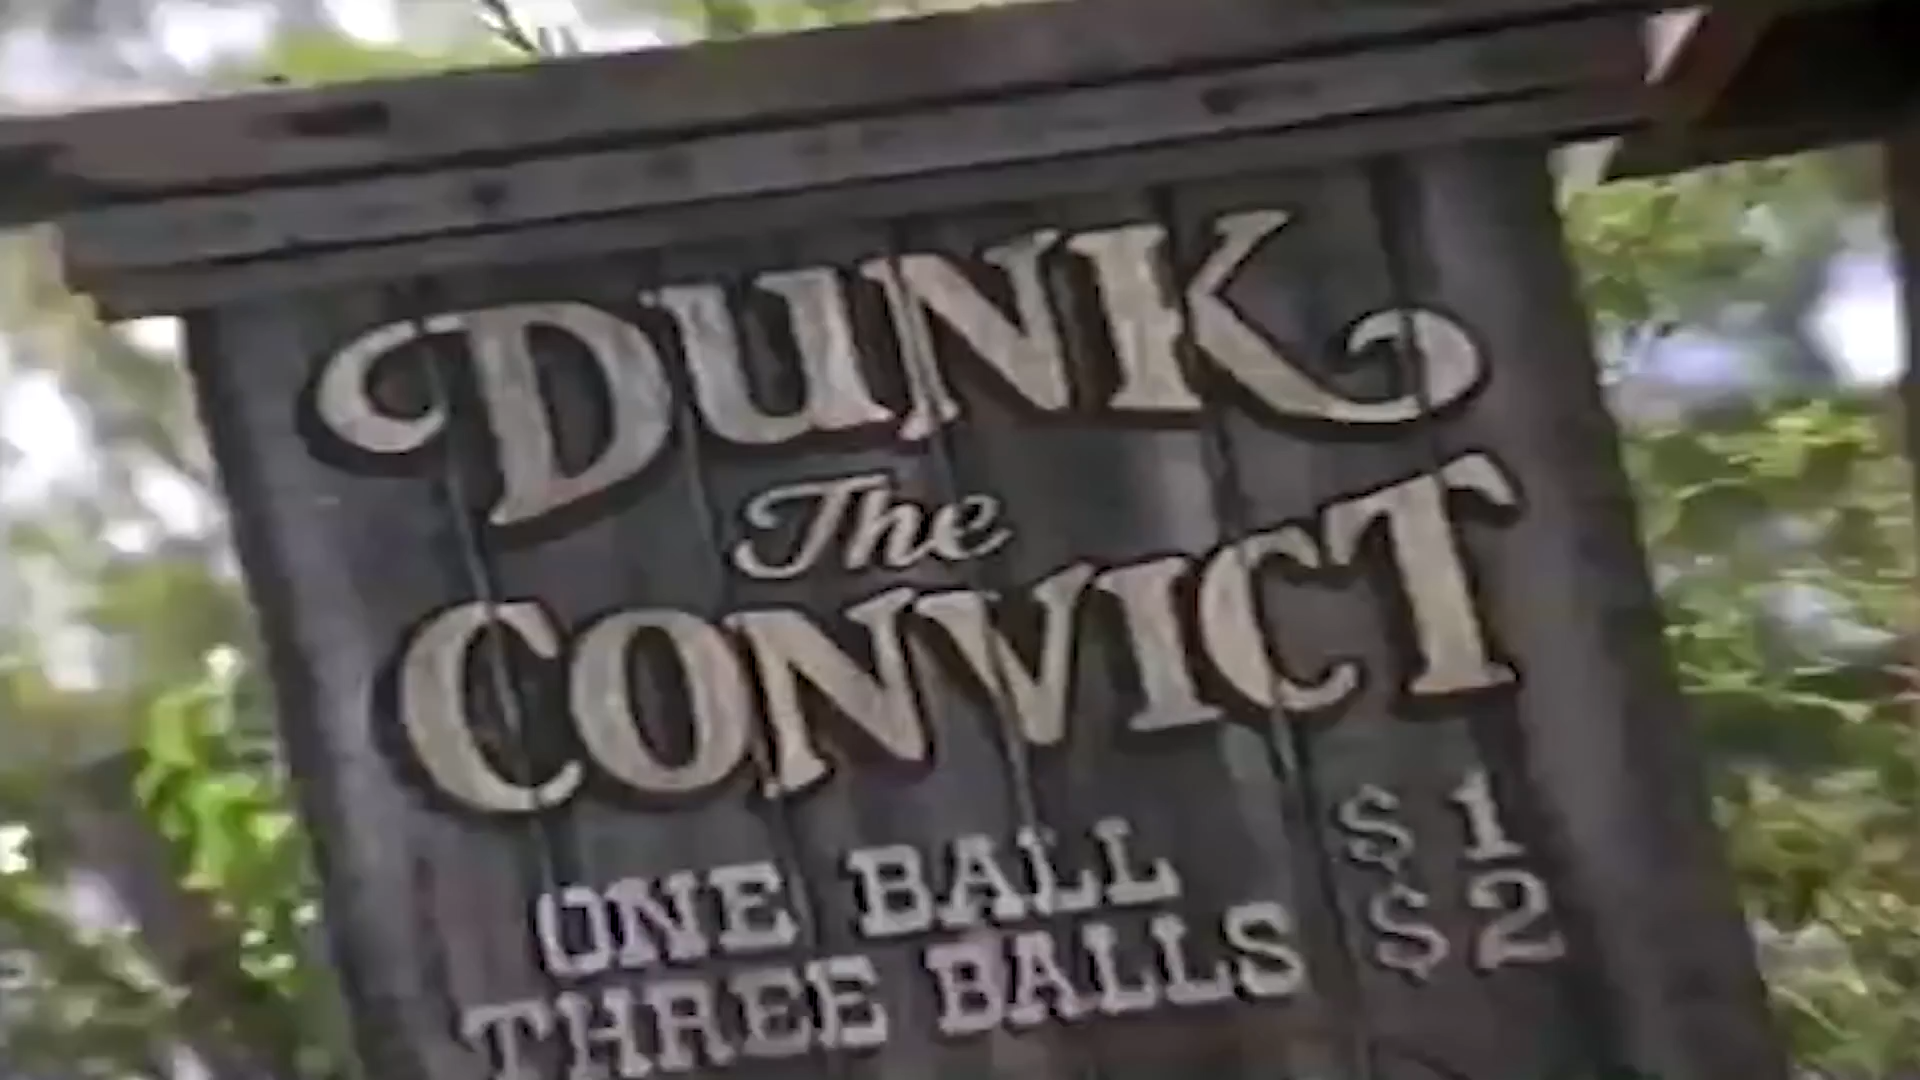 DUNK
The
CONVICT
ONE BALL $1
THREE BALLS $2